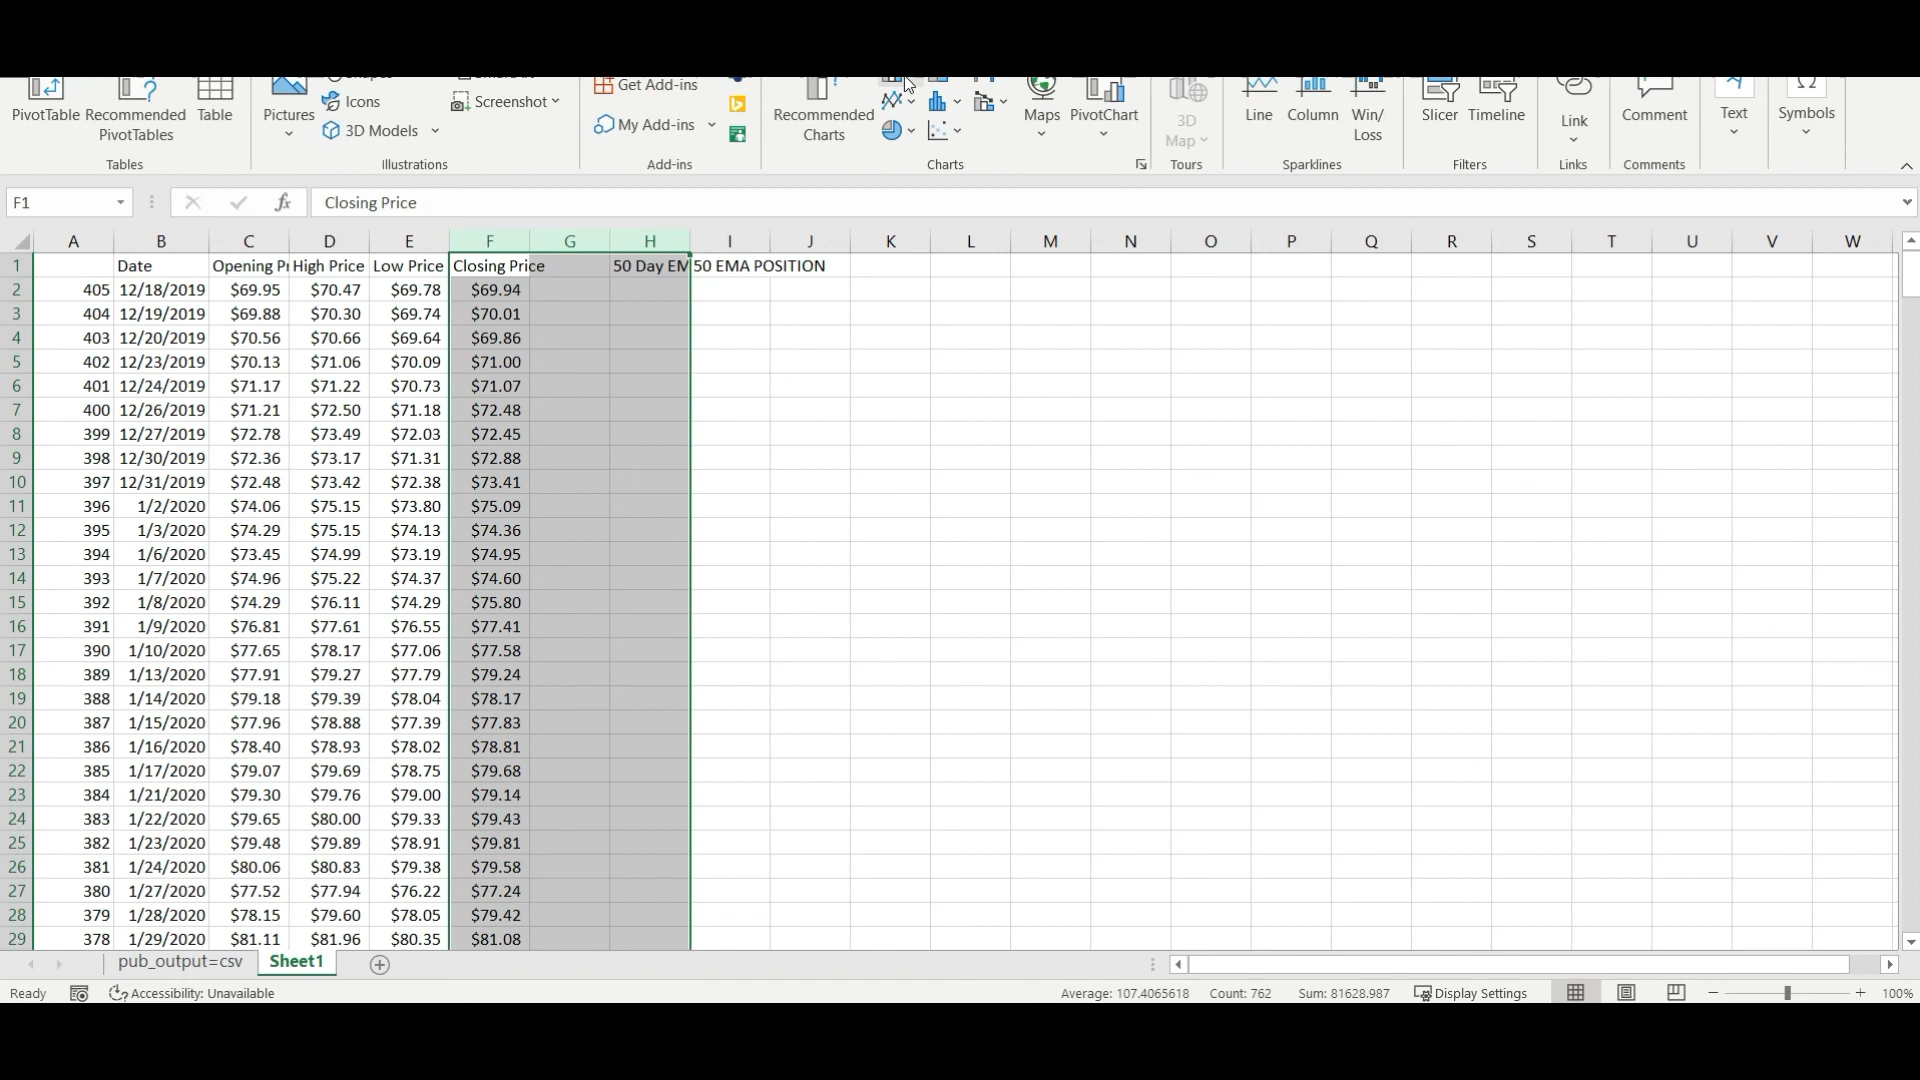 PivotTable Recommended PivotTables Table
Tables
Pictures Icons 3D Models Screenshot
Illustrations
Get Add-ins
My Add-ins
Add-ins
Recommended Charts Maps PivotChart
Charts
3D Map
Tours
Line Column Win/ Loss
Sparklines
Slicer Timeline
Filters
Link
Links
Comment
Comments
Text
Symbols
F1 fx Closing Price
A B C D E F G H I J K L M N O P Q R S T U V W
1 Date Opening Pr High Price Low Price Closing Price 50 Day EM 50 EMA POSITION
2 405 12/18/2019 $69.95 $70.47 $69.78 $69.94
3 404 12/19/2019 $69.88 $70.30 $69.74 $70.01
4 403 12/20/2019 $70.56 $70.66 $69.64 $69.86
5 402 12/23/2019 $70.13 $71.06 $70.09 $71.00
6 401 12/24/2019 $71.17 $71.22 $70.73 $71.07
7 400 12/26/2019 $71.21 $72.50 $71.18 $72.48
8 399 12/27/2019 $72.78 $73.49 $72.03 $72.45
9 398 12/30/2019 $72.36 $73.17 $71.31 $72.88
10 397 12/31/2019 $72.48 $73.42 $72.38 $73.41
11 396 1/2/2020 $74.06 $75.15 $73.80 $75.09
12 395 1/3/2020 $74.29 $75.15 $74.13 $74.36
13 394 1/6/2020 $73.45 $74.99 $73.19 $74.95
14 393 1/7/2020 $74.96 $75.22 $74.37 $74.60
15 392 1/8/2020 $74.29 $76.11 $74.29 $75.80
16 391 1/9/2020 $76.81 $77.61 $76.55 $77.41
17 390 1/10/2020 $77.65 $78.17 $77.06 $77.58
18 389 1/13/2020 $77.91 $79.27 $77.79 $79.24
19 388 1/14/2020 $79.18 $79.39 $78.04 $78.17
20 387 1/15/2020 $77.96 $78.88 $77.39 $77.83
21 386 1/16/2020 $78.40 $78.93 $78.02 $78.81
22 385 1/17/2020 $79.07 $79.69 $78.75 $79.68
23 384 1/21/2020 $79.30 $79.76 $79.00 $79.14
24 383 1/22/2020 $79.65 $80.00 $79.33 $79.43
25 382 1/23/2020 $79.48 $79.89 $78.91 $79.81
26 381 1/24/2020 $80.06 $80.83 $79.38 $79.58
27 380 1/27/2020 $77.52 $77.94 $76.22 $77.24
28 379 1/28/2020 $78.15 $79.60 $78.05 $79.42
29 378 1/29/2020 $81.11 $81.96 $80.35 $81.08
pub_output=csv Sheet1
Ready Accessibility: Unavailable Average: 107.4065618 Count: 762 Sum: 81628.987 Display Settings 100%